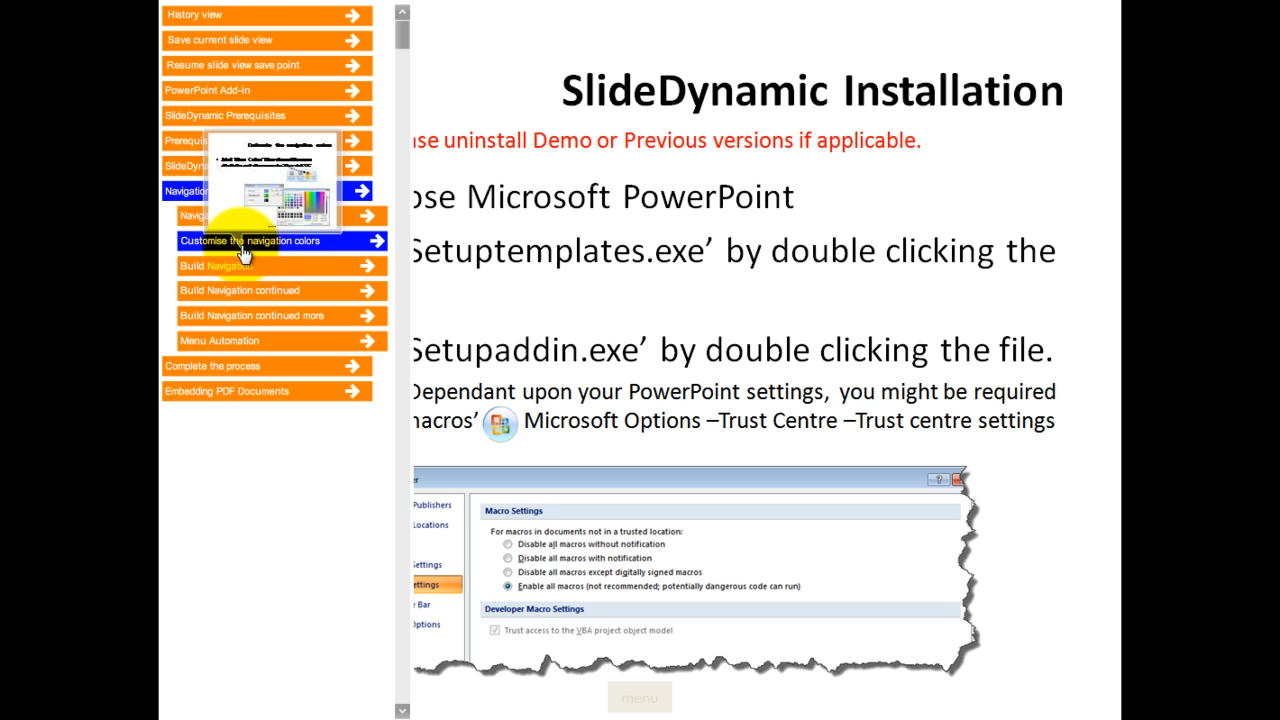 History view
Save current slide view
Resume slide view save point
PowerPoint Add-in
SlideDynamic Prerequisites
Navigation
Customise the navigation colors
Build Navigation
Build Navigation continued
Build Navigation continued more
Menu Automation
Complete the process
Embedding PDF Documents
SlideDynamic Installation
uninstall Demo or Previous versions if applicable.
Microsoft PowerPoint
Setuptemplates.exe’ by double clicking the
Setupaddin.exe’ by double clicking the file.
Dependant upon your PowerPoint settings, you might be required
Microsoft Options –Trust Centre –Trust centre settings
Publishers
Locations
Bar
Options
Macro Settings
For macros in documents not in a trusted location:
Disable all macros without notification
Disable all macros with notification
Disable all macros except digitally signed macros
Enable all macros (not recommended; potentially dangerous code can run)
Developer Macro Settings
Trust access to the VBA project object model
menu